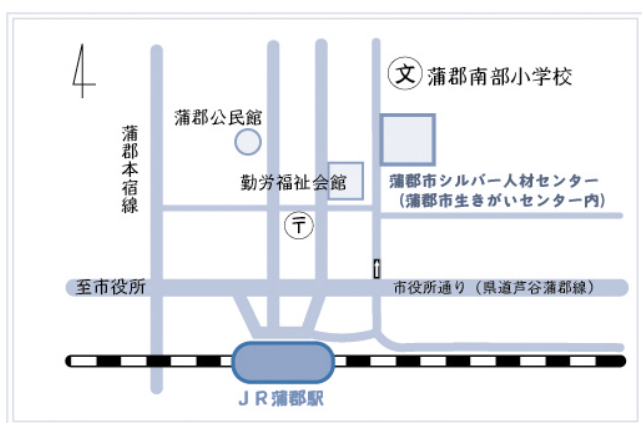 文 蒲郡南部小学校
蒲郡公民館
蒲郡本宿線
勤労福祉会館
蒲郡市シルバー人材センター
(蒲郡市生きがいセンター内)
〒
至市役所
市役所通り(県道芦谷蒲郡線)
JR蒲郡駅